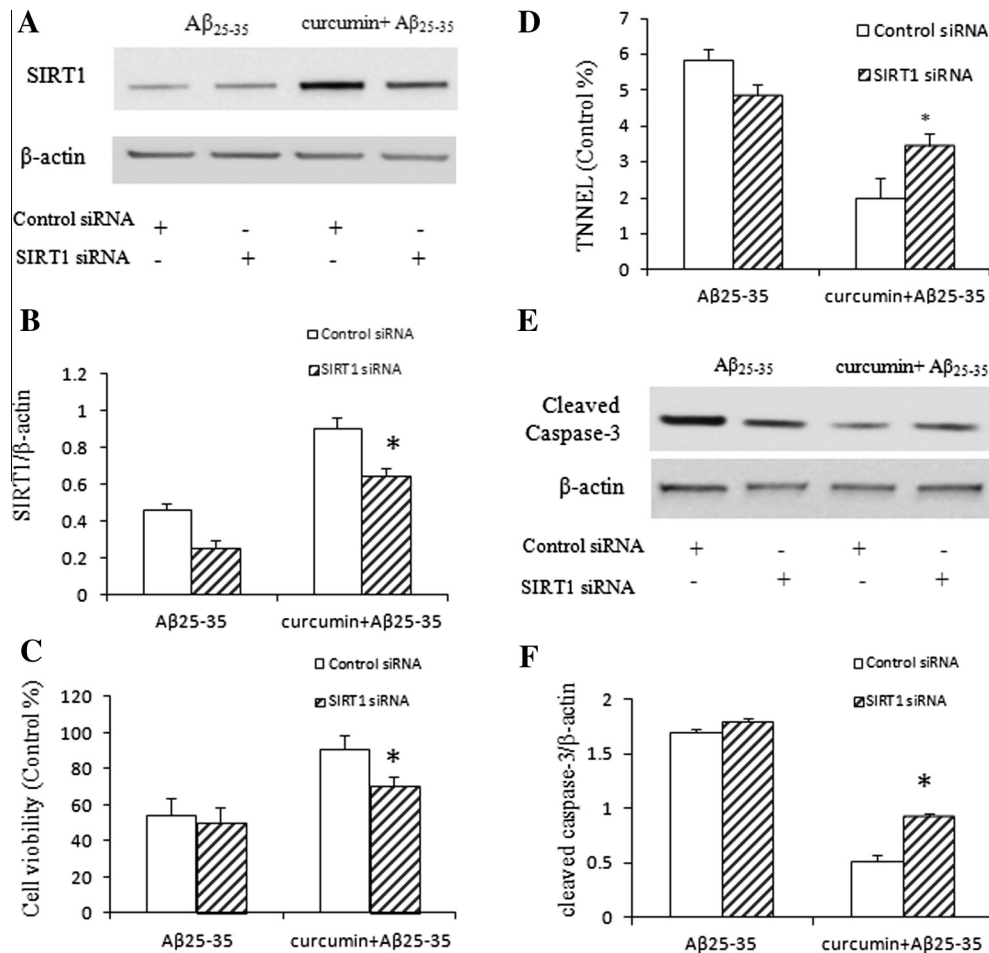 A
Aβ25-35 curcumin+ Aβ25-35
SIRT1
β-actin
Control siRNA + - + -
SIRT1 siRNA - + - +
B
Control siRNA
SIRT1 siRNA
SIRT1/β-actin
1.2
1
0.8
0.6
0.4
0.2
0
*
Aβ25-35 curcumin+Aβ25-35
C
Control siRNA
SIRT1 siRNA
Cell viobility (Control %)
120
100
80
60
40
20
0
*
Aβ25-35 curcumin+Aβ25-35
D
Control siRNA
SIRT1 siRNA
TNNEL (Control %)
7
6
5
4
3
2
1
0
*
Aβ25-35 curcumin+Aβ25-35
E
Aβ25-35 curcumin+ Aβ25-35
Cleaved
Caspase-3
β-actin
Control siRNA + - + -
SIRT1 siRNA - + - +
F
Control siRNA
SIRT1 siRNA
cleaved caspase-3/β-actin
2
1.5
1
0.5
0
*
Aβ25-35 curcumin+Aβ25-35